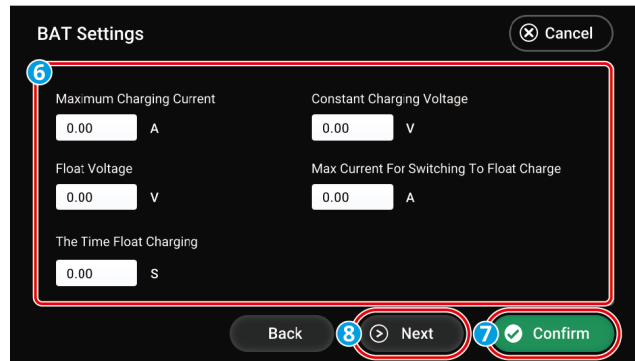 BAT Settings
Cancel
6
Maximum Charging Current
0.00 A
Constant Charging Voltage
0.00 V
Float Voltage
0.00 V
Max Current For Switching To Float Charge
0.00 A
The Time Float Charging
0.00 S
Back
8 Next
7 Confirm